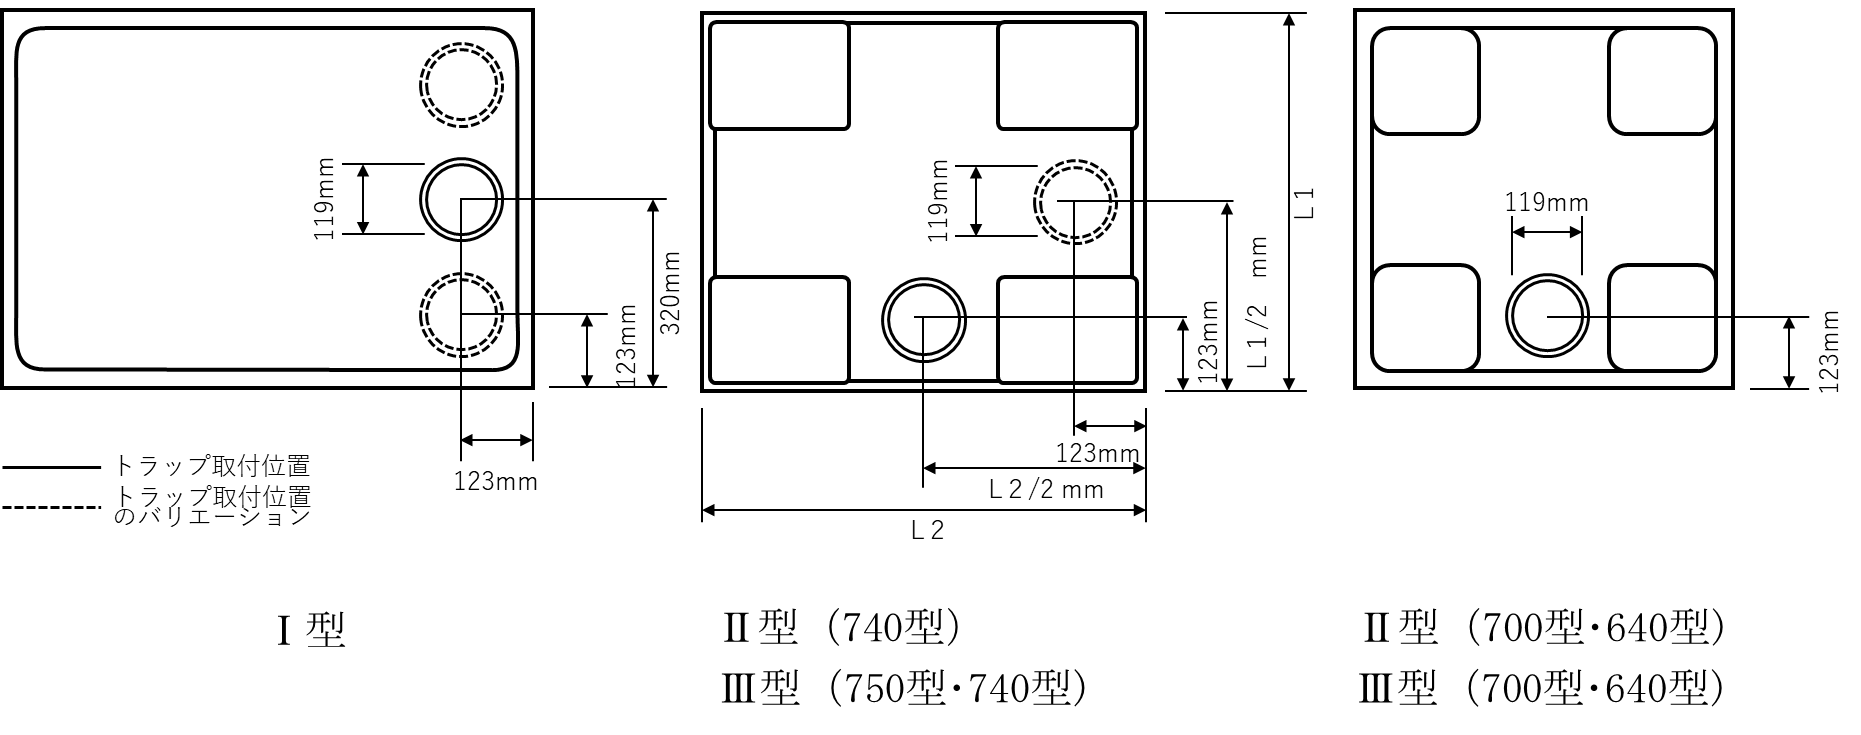 119mm
123mm
320mm
123mm
トラップ取付位置
トラップ取付位置
のバリエーション
Ⅰ 型
119mm
123mm
L1/2 mm
L1
123mm
L2/2 mm
L2
Ⅱ型（740型）
Ⅲ型（750型・740型）
119mm
123mm
Ⅱ型（700型・640型）
Ⅲ型（700型・640型）